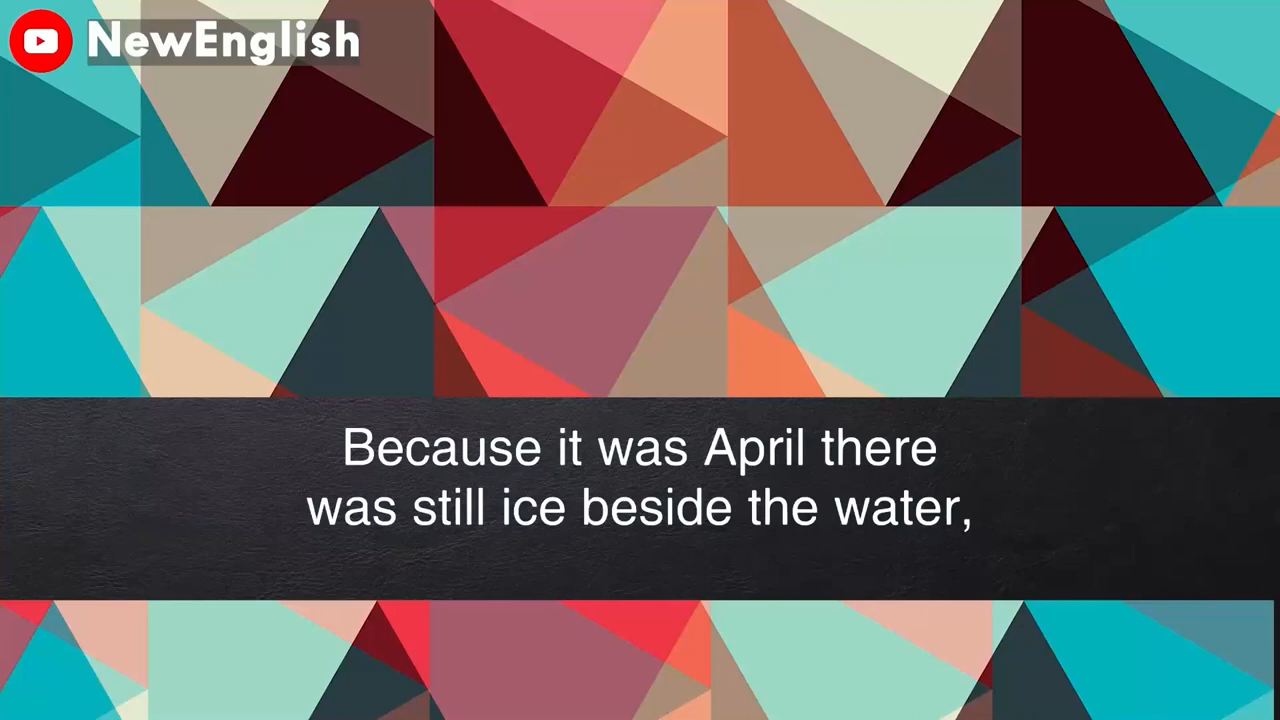 NewEnglish
Because it was April there
was still ice beside the water,